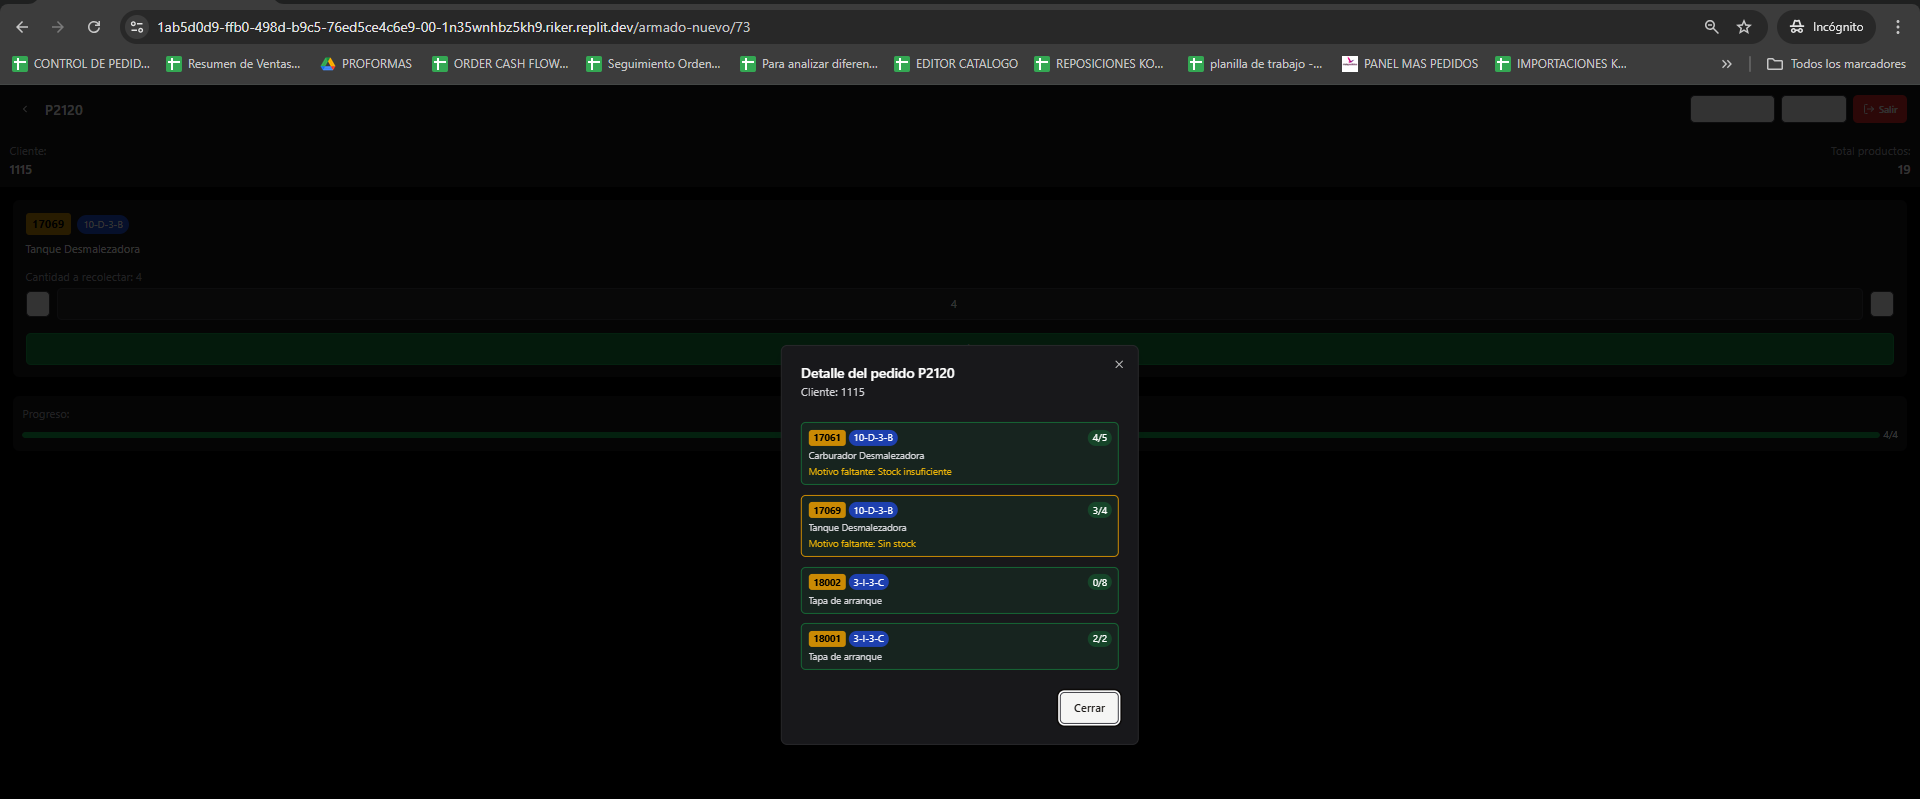 1ab5d0d9-ffb0-498d-b9c5-76ed5ce4c6e9-00-1n35wnhbz5kh9.riker.replit.dev/armado-nuevo/73
Incógnito
CONTROL DE PEDID...
Resumen de Ventas...
PROFORMAS
ORDER CASH FLOW...
Seguimiento Orden...
Para analizar diferen...
EDITOR CATALOGO
REPOSICIONES KO...
planilla de trabajo -...
PANEL MAS PEDIDOS
IMPORTACIONES K...
Todos los marcadores
P2120
Salir
Cliente:
1115
Total productos:
19
17069 10-D-3-B
Tanque Desmalezadora
Cantidad a recolectar: 4
4
Progreso:
4/4
Detalle del pedido P2120
Cliente: 1115
17061 10-D-3-B 4/5
Carburador Desmalezadora
Motivo faltante: Stock insuficiente
17069 10-D-3-B 3/4
Tanque Desmalezadora
Motivo faltante: Sin stock
18002 3-I-3-C 0/8
Tapa de arranque
18001 3-I-3-C 2/2
Tapa de arranque
Cerrar